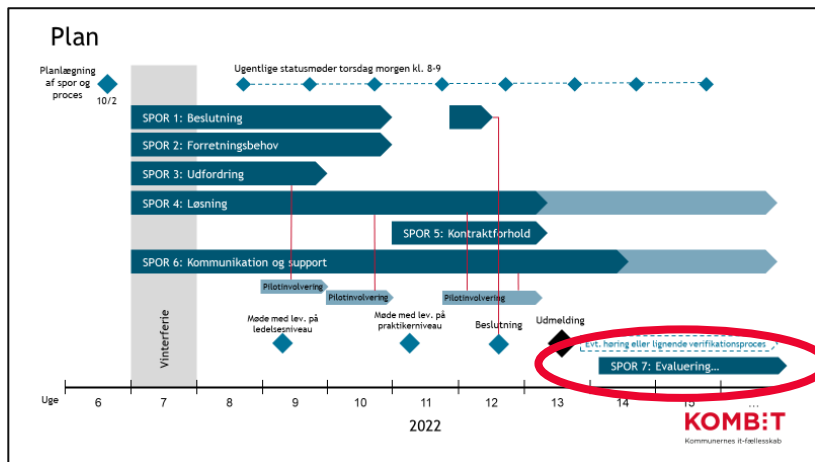 Plan
Planlægning
af spor og
proces
10/2
Ugentlige statusmøder torsdag morgen kl. 8-9
SPOR 1: Beslutning
SPOR 2: Forretningsbehov
SPOR 3: Udfordring
SPOR 4: Løsning
SPOR 5: Kontraktforhold
SPOR 6: Kommunikation og support
Pilotinvolvering
Pilotinvolvering
Pilotinvolvering
Vinterferie
Møde med lev. på
ledelsesniveau
Møde med lev. på
praktikerniveau
Beslutning
Udmelding
Evt. høring eller lignende verifikationsproces
SPOR 7: Evaluering...
Uge
6
7
8
9
10
11
12
13
14
15
...
2022
KOMBIT
Kommunernes it-fællesskab